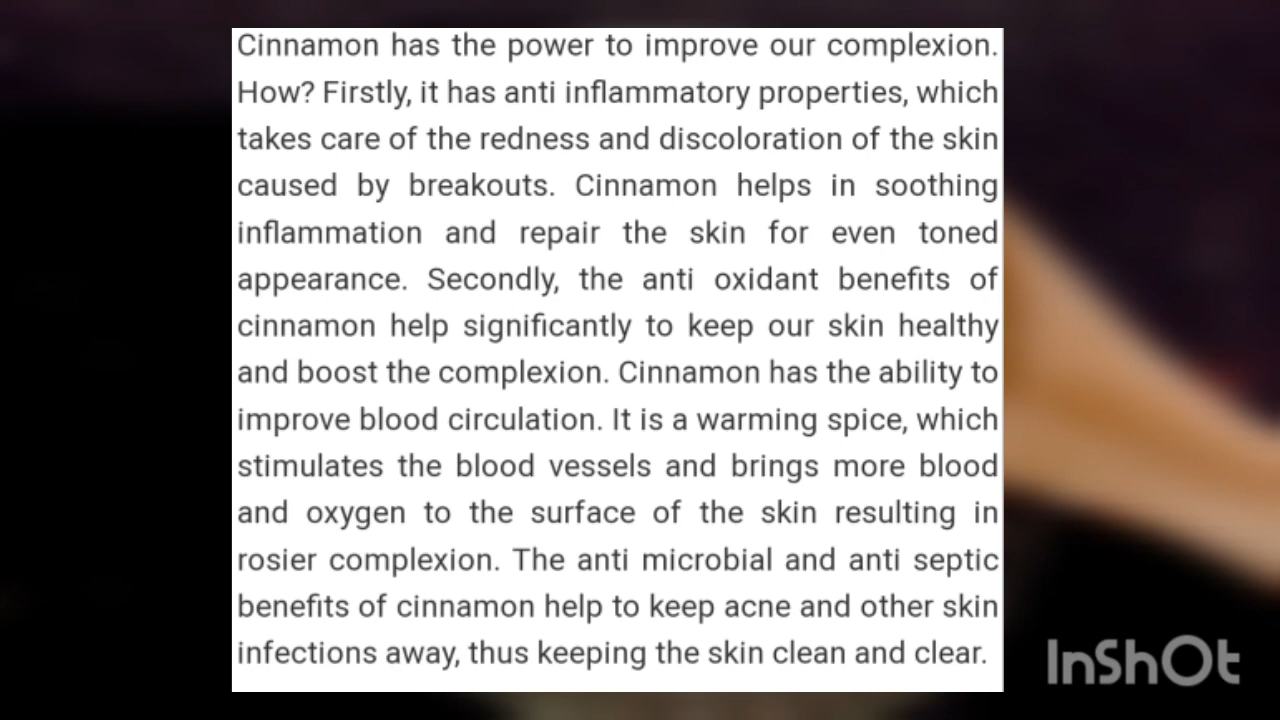 Cinnamon has the power to improve our complexion.
How? Firstly, it has anti inflammatory properties, which
takes care of the redness and discoloration of the skin
caused by breakouts. Cinnamon helps in soothing
inflammation and repair the skin for even toned
appearance. Secondly, the anti oxidant benefits of
cinnamon help significantly to keep our skin healthy
and boost the complexion. Cinnamon has the ability to
improve blood circulation. It is a warming spice, which
stimulates the blood vessels and brings more blood
and oxygen to the surface of the skin resulting in
rosier complexion. The anti microbial and anti septic
benefits of cinnamon help to keep acne and other skin
infections away, thus keeping the skin clean and clear.
InShOt